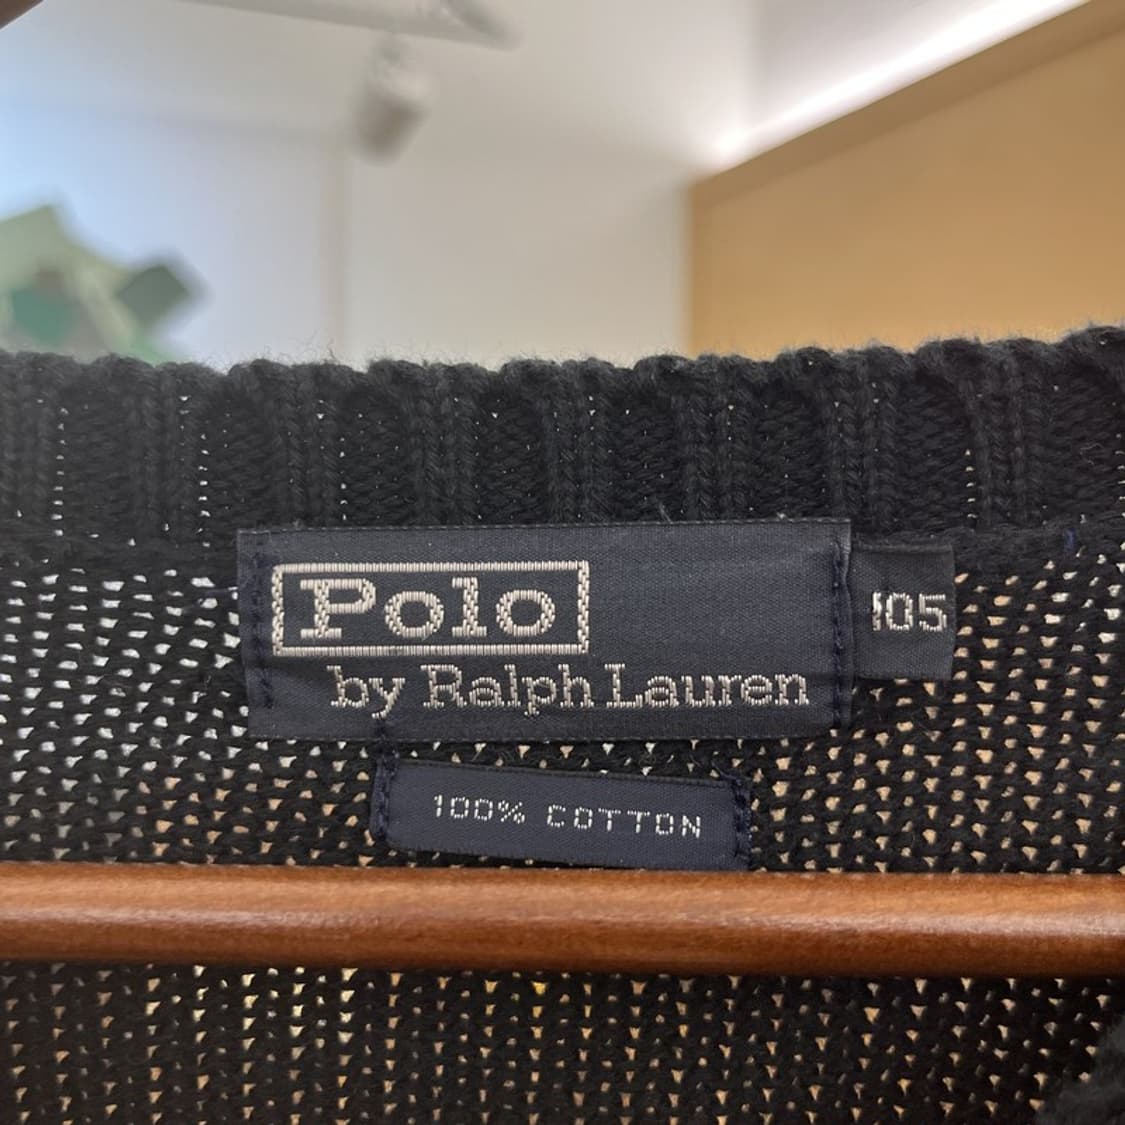 Polo
by Ralph Lauren
105
100% COTTON